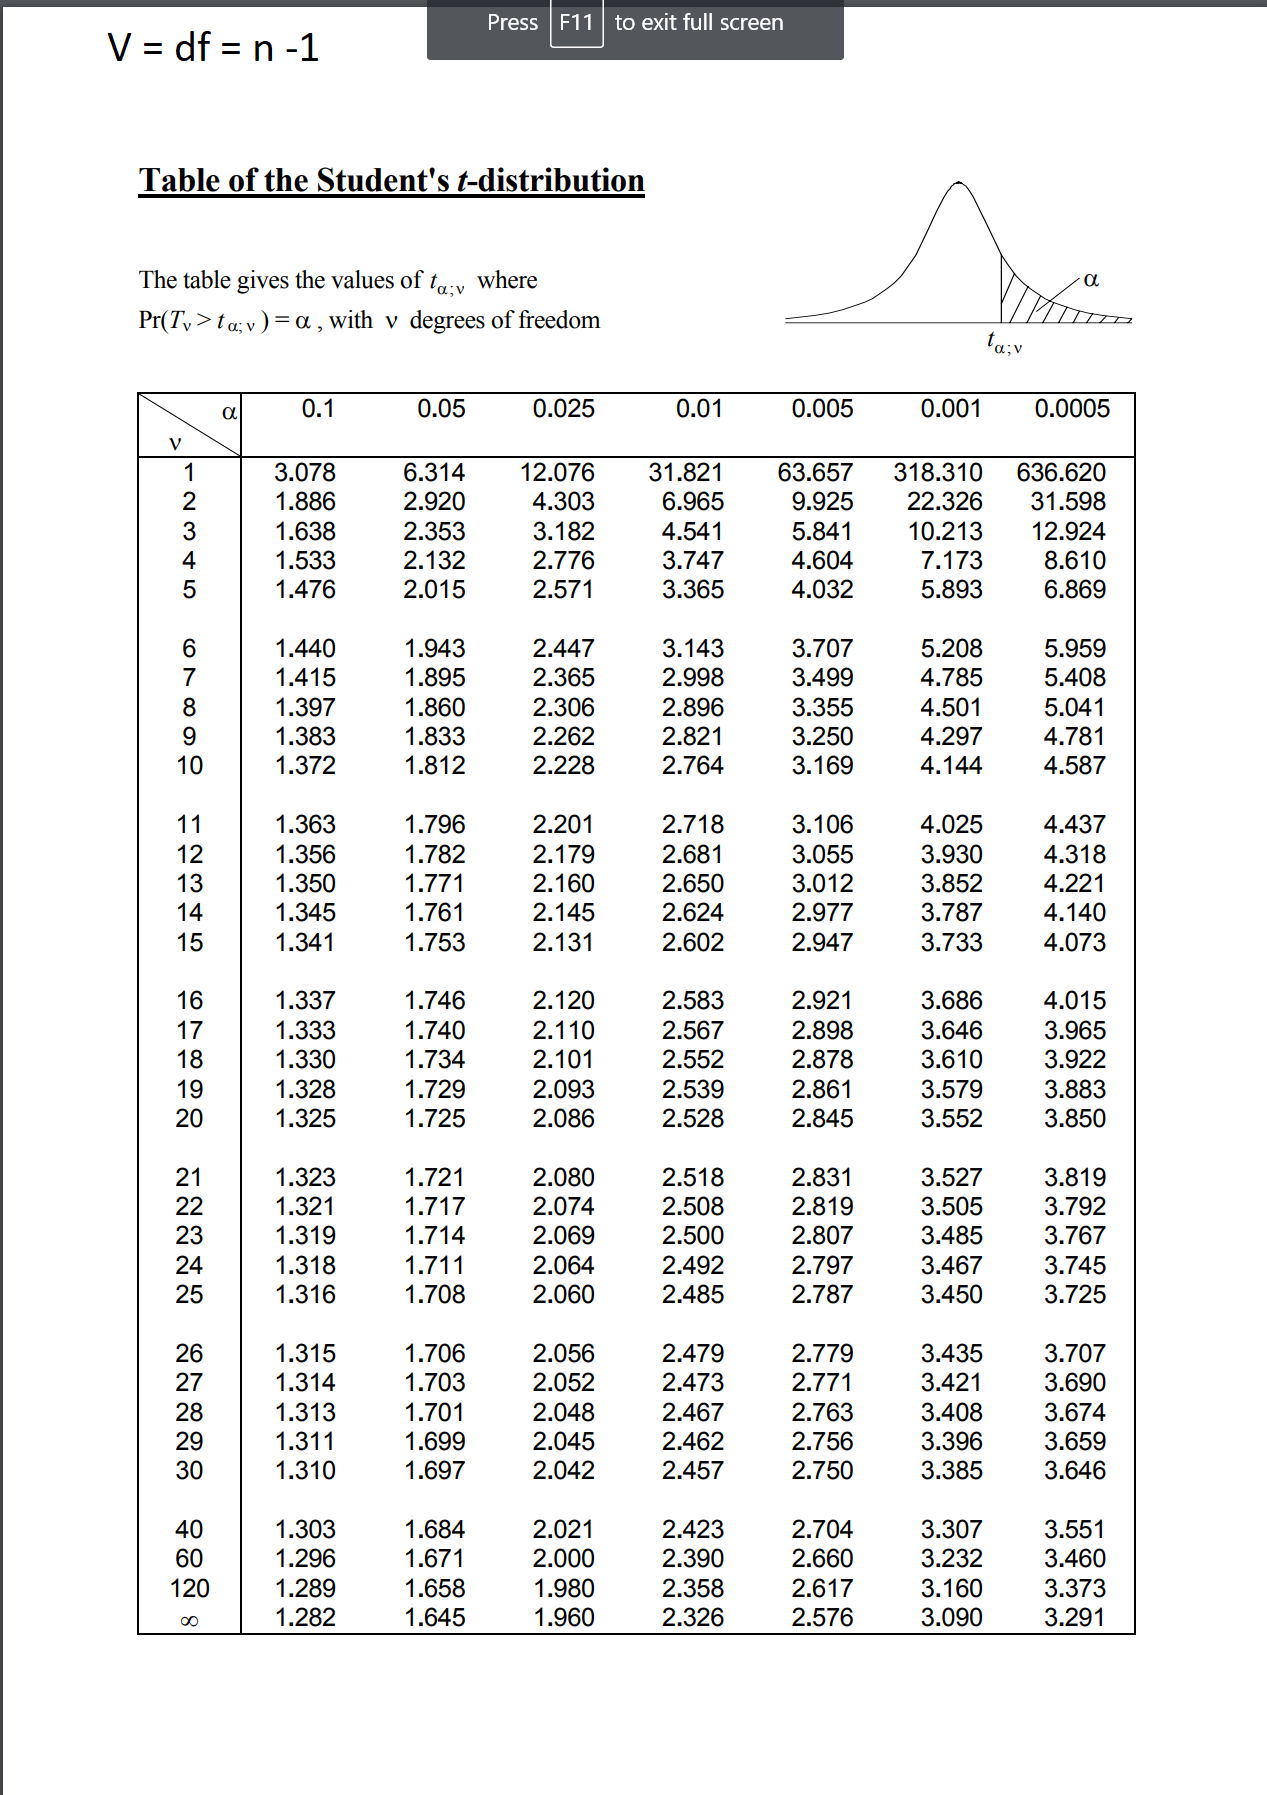 Press F11 to exit full screen
V = df = n -1
Table of the Student's t-distribution
The table gives the values of tα;ν where
Pr(Tν > tα;ν) = α , with ν degrees of freedom
α
tα;ν
α 0.1 0.05 0.025 0.01 0.005 0.001 0.0005
ν
1 3.078 6.314 12.076 31.821 63.657 318.310 636.620
2 1.886 2.920 4.303 6.965 9.925 22.326 31.598
3 1.638 2.353 3.182 4.541 5.841 10.213 12.924
4 1.533 2.132 2.776 3.747 4.604 7.173 8.610
5 1.476 2.015 2.571 3.365 4.032 5.893 6.869
6 1.440 1.943 2.447 3.143 3.707 5.208 5.959
7 1.415 1.895 2.365 2.998 3.499 4.785 5.408
8 1.397 1.860 2.306 2.896 3.355 4.501 5.041
9 1.383 1.833 2.262 2.821 3.250 4.297 4.781
10 1.372 1.812 2.228 2.764 3.169 4.144 4.587
11 1.363 1.796 2.201 2.718 3.106 4.025 4.437
12 1.356 1.782 2.179 2.681 3.055 3.930 4.318
13 1.350 1.771 2.160 2.650 3.012 3.852 4.221
14 1.345 1.761 2.145 2.624 2.977 3.787 4.140
15 1.341 1.753 2.131 2.602 2.947 3.733 4.073
16 1.337 1.746 2.120 2.583 2.921 3.686 4.015
17 1.333 1.740 2.110 2.567 2.898 3.646 3.965
18 1.330 1.734 2.101 2.552 2.878 3.610 3.922
19 1.328 1.729 2.093 2.539 2.861 3.579 3.883
20 1.325 1.725 2.086 2.528 2.845 3.552 3.850
21 1.323 1.721 2.080 2.518 2.831 3.527 3.819
22 1.321 1.717 2.074 2.508 2.819 3.505 3.792
23 1.319 1.714 2.069 2.500 2.807 3.485 3.767
24 1.318 1.711 2.064 2.492 2.797 3.467 3.745
25 1.316 1.708 2.060 2.485 2.787 3.450 3.725
26 1.315 1.706 2.056 2.479 2.779 3.435 3.707
27 1.314 1.703 2.052 2.473 2.771 3.421 3.690
28 1.313 1.701 2.048 2.467 2.763 3.408 3.674
29 1.311 1.699 2.045 2.462 2.756 3.396 3.659
30 1.310 1.697 2.042 2.457 2.750 3.385 3.646
40 1.303 1.684 2.021 2.423 2.704 3.307 3.551
60 1.296 1.671 2.000 2.390 2.660 3.232 3.460
120 1.289 1.658 1.980 2.358 2.617 3.160 3.373
∞ 1.282 1.645 1.960 2.326 2.576 3.090 3.291